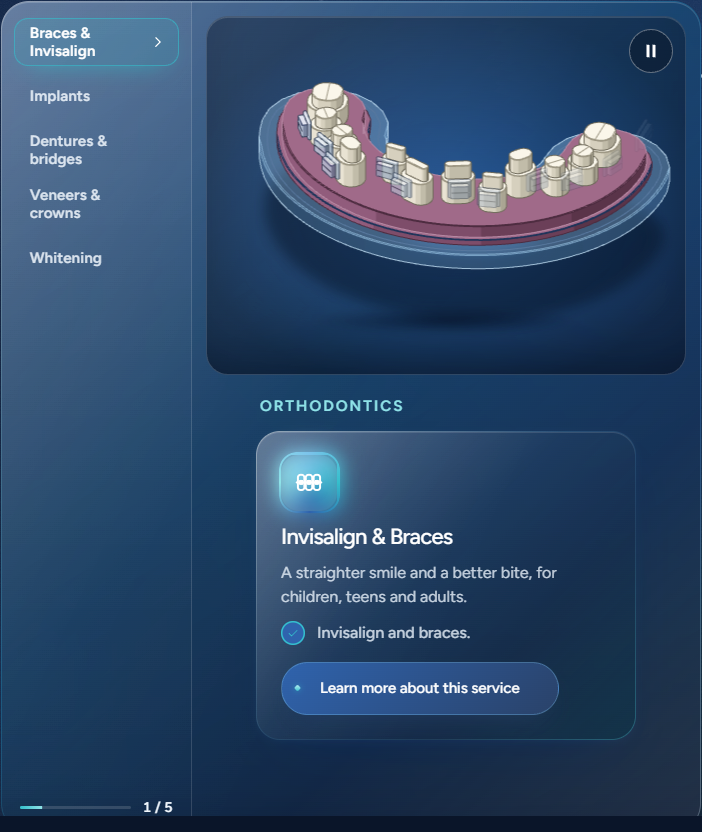 Braces &
Invisalign
Implants
Dentures &
bridges
Veneers &
crowns
Whitening
1 / 5
ORTHODONTICS
Invisalign & Braces
A straighter smile and a better bite, for
children, teens and adults.
Invisalign and braces.
Learn more about this service